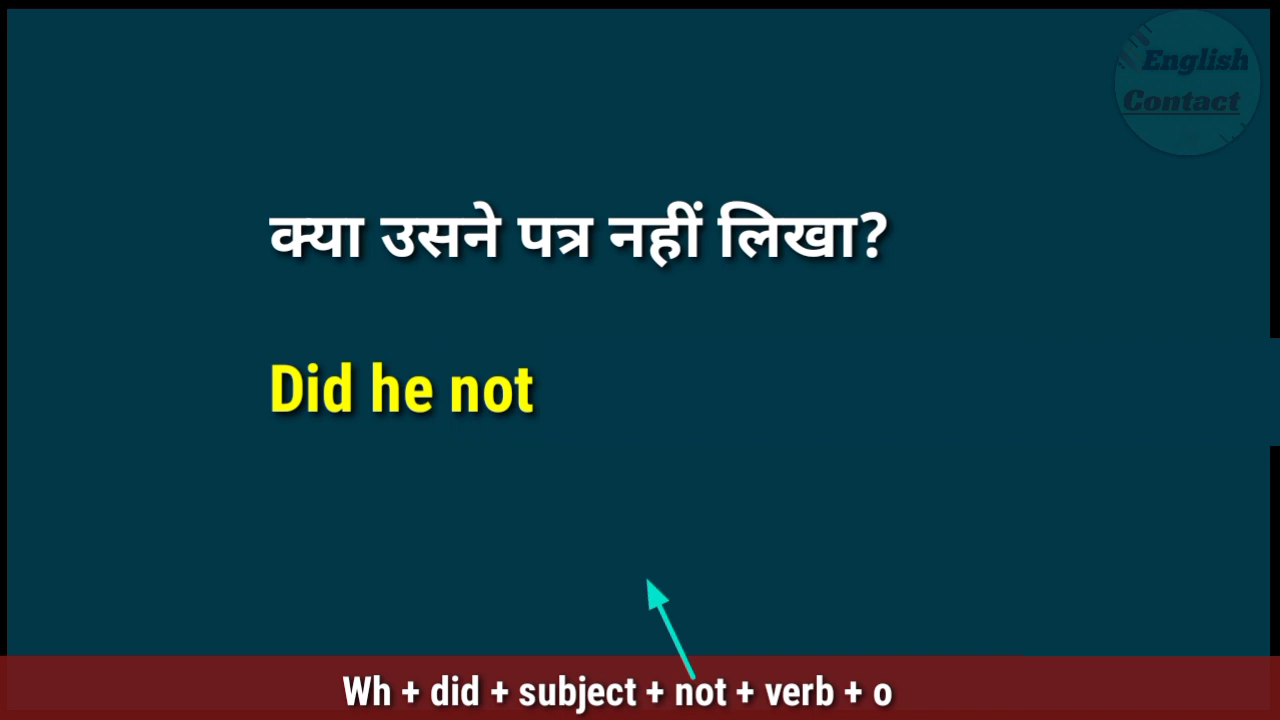 English
Contact
क्या उसने पत्र नहीं लिखा?
Did he not
Wh + did + subject + not + verb + o